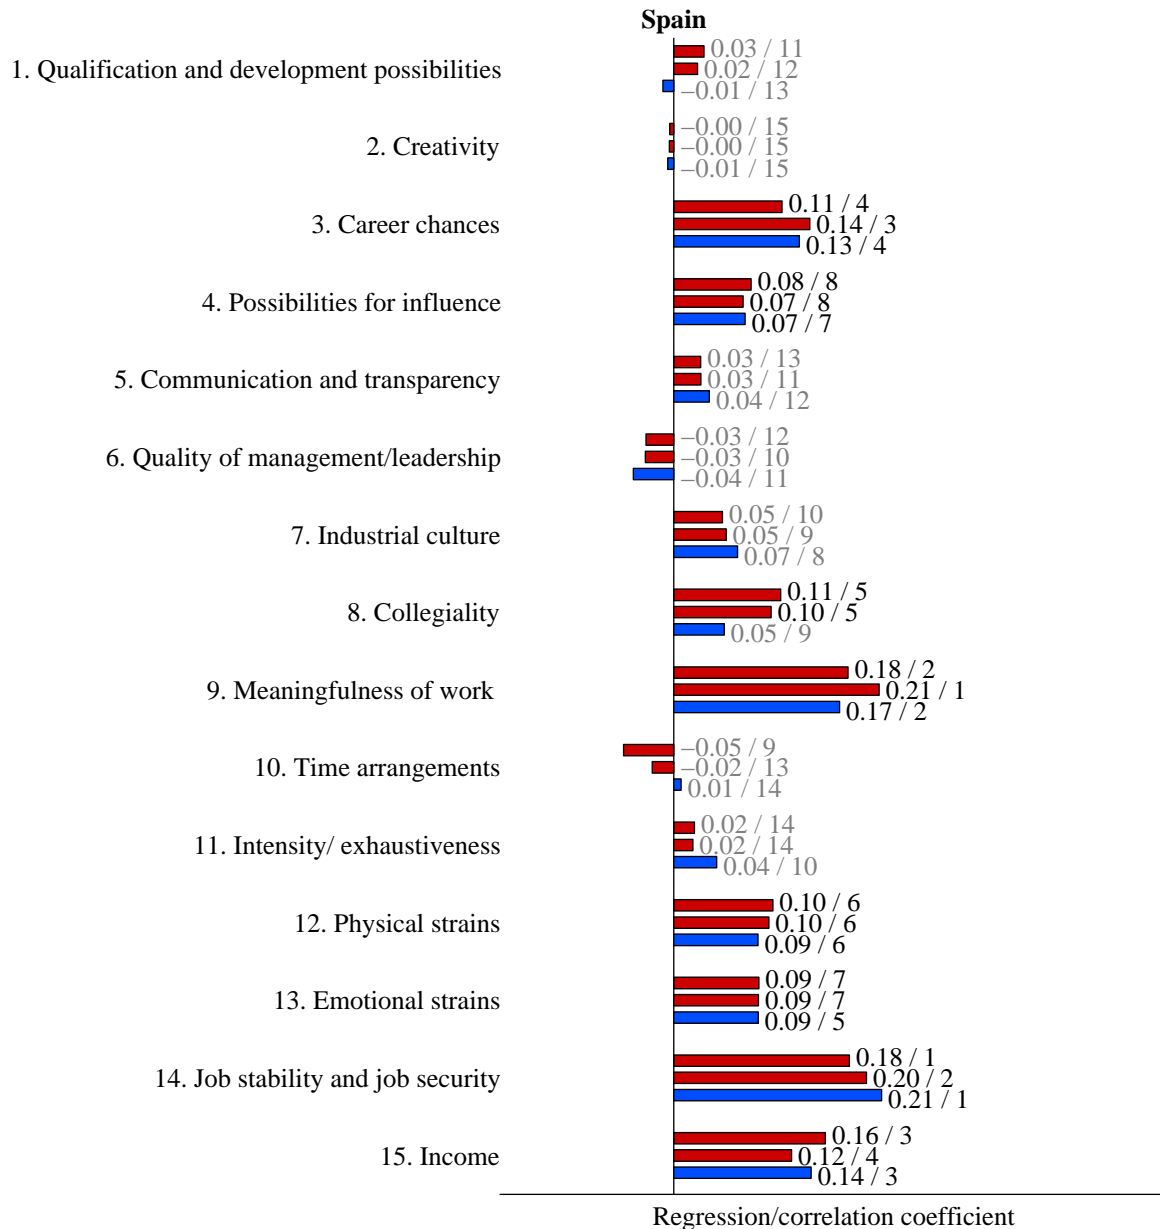 Spain
1. Qualification and development possibilities
0.03 / 11
0.02 / 12
–0.01 / 13
2. Creativity
–0.00 / 15
–0.00 / 15
–0.01 / 15
3. Career chances
0.11 / 4
0.14 / 3
0.13 / 4
4. Possibilities for influence
0.08 / 8
0.07 / 8
0.07 / 7
5. Communication and transparency
0.03 / 13
0.03 / 11
0.04 / 12
6. Quality of management/leadership
–0.03 / 12
–0.03 / 10
–0.04 / 11
7. Industrial culture
0.05 / 10
0.05 / 9
0.07 / 8
8. Collegiality
0.11 / 5
0.10 / 5
0.05 / 9
9. Meaningfulness of work
0.18 / 2
0.21 / 1
0.17 / 2
10. Time arrangements
–0.05 / 9
–0.02 / 13
0.01 / 14
11. Intensity/ exhaustiveness
0.02 / 14
0.02 / 14
0.04 / 10
12. Physical strains
0.10 / 6
0.10 / 6
0.09 / 6
13. Emotional strains
0.09 / 7
0.09 / 7
0.09 / 5
14. Job stability and job security
0.18 / 1
0.20 / 2
0.21 / 1
15. Income
0.16 / 3
0.12 / 4
0.14 / 3
Regression/correlation coefficient